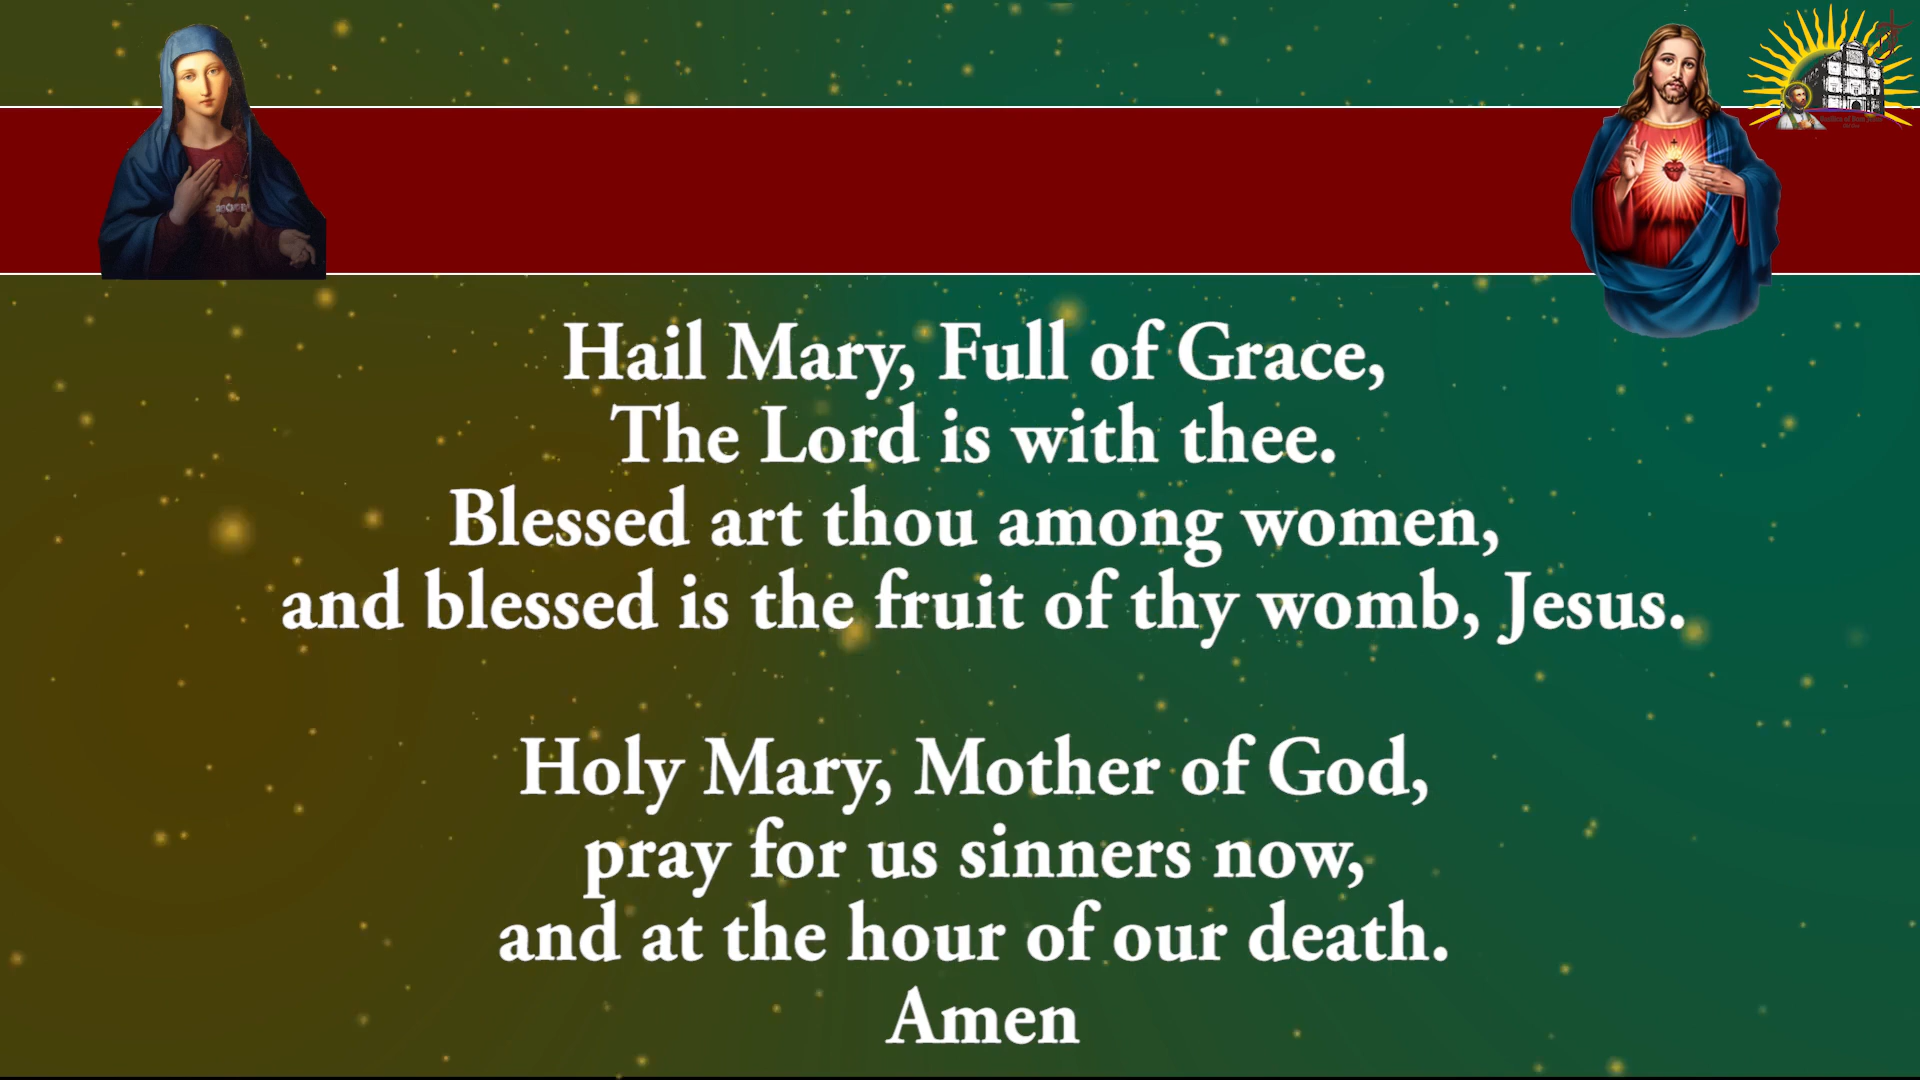 Hail Mary, Full of Grace,
The Lord is with thee.
Blessed art thou among women,
and blessed is the fruit of thy womb, Jesus.
Holy Mary, Mother of God,
pray for us sinners now,
and at the hour of our death.
Amen